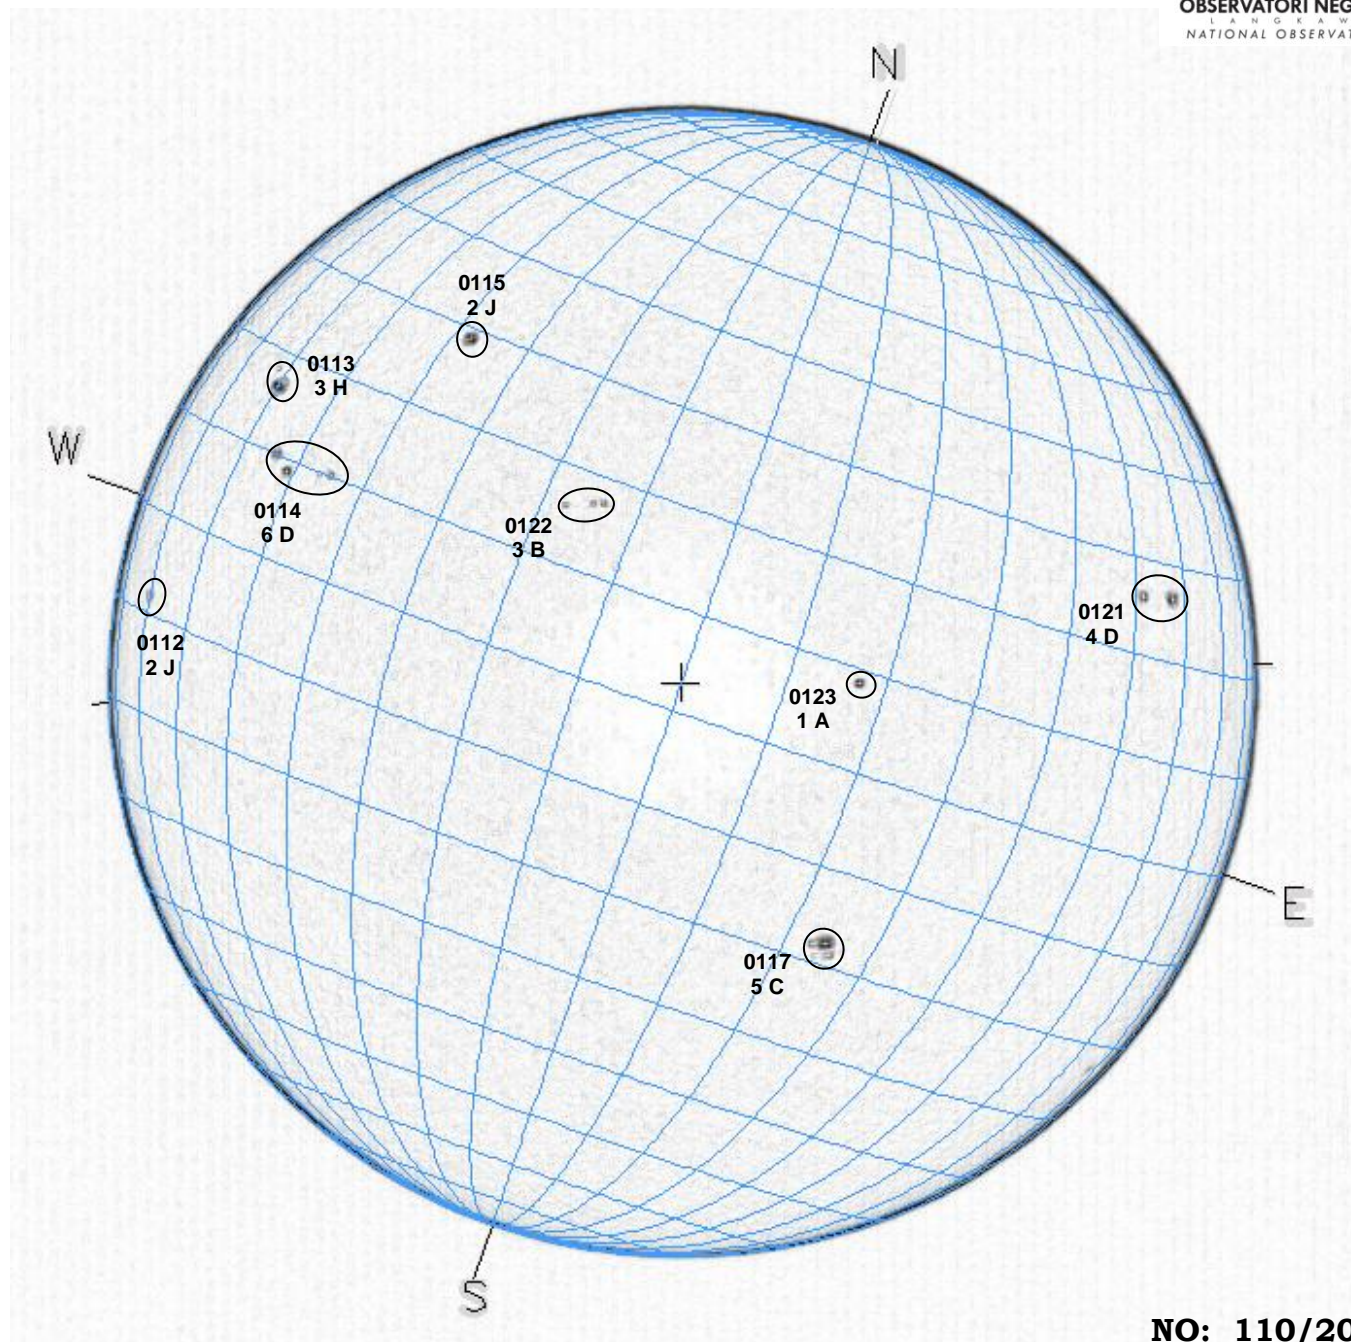 OBSERVATORI NEG
LANGKAW
NATIONAL OBSERVAT
N
0115
2 J
0113
3 H
W
0114
6 D
0122
3 B
0121
4 D
0112
2 J
0123
1 A
E
0117
5 C
S
NO: 110/20